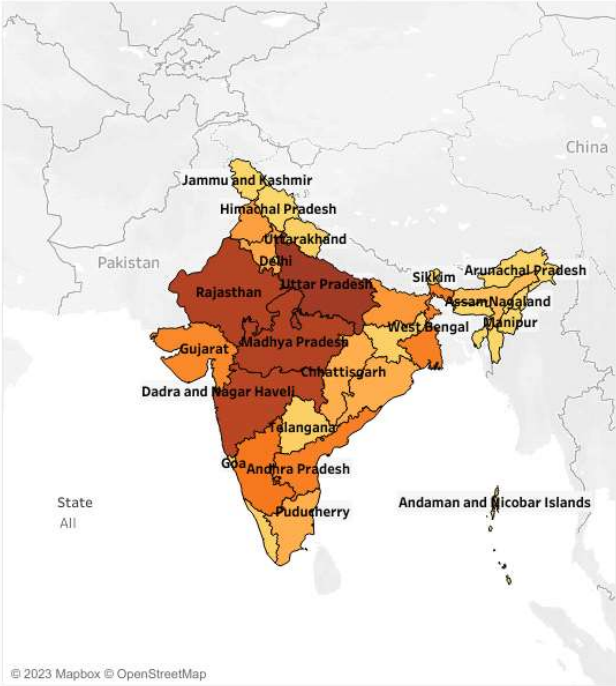 China
Jammu and Kashmir
Himachal Pradesh
Uttarakhand
Pakistan
Delhi
Sikkim
Arunachal Pradesh
Rajasthan
Uttar Pradesh
Assam
Nagaland
West Bengal
Manipur
Gujarat
Madhya Pradesh
Chhattisgarh
Dadra and Nagar Haveli
Telangana
Goa
Andhra Pradesh
State
All
Andaman and Nicobar Islands
Puducherry
© 2023 Mapbox © OpenStreetMap